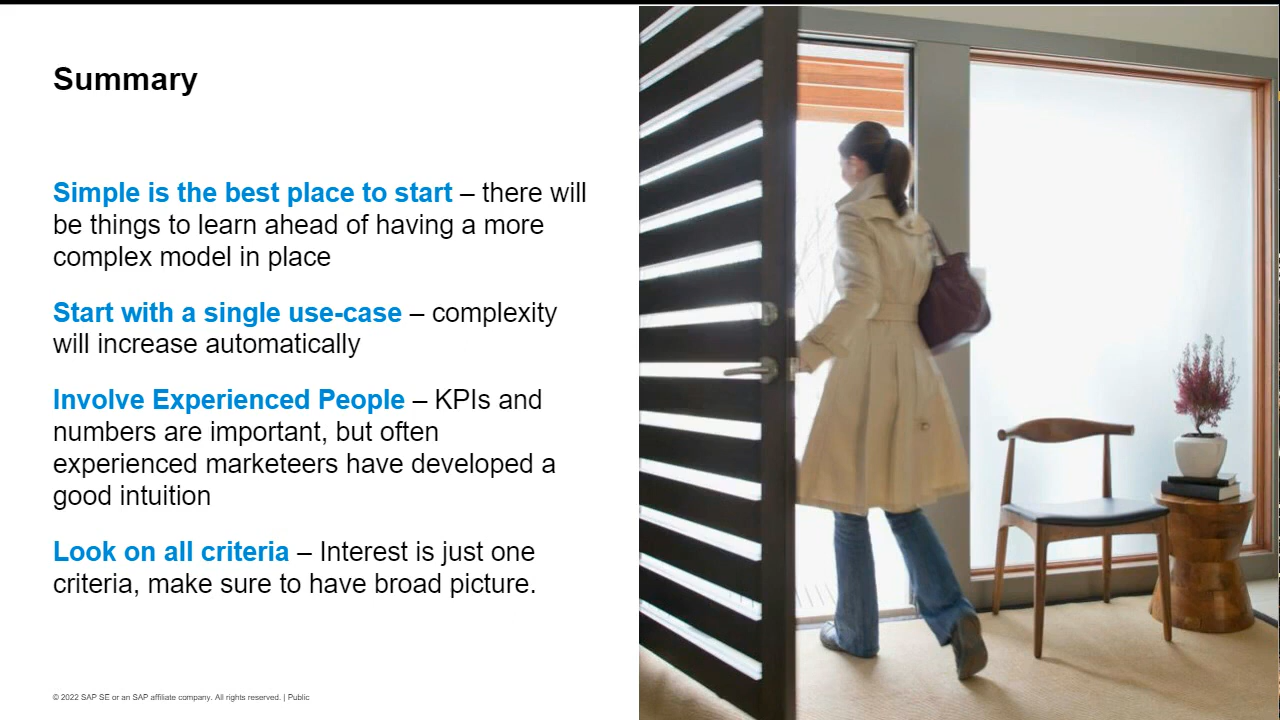 Summary
Simple is the best place to start – there will
be things to learn ahead of having a more
complex model in place
Start with a single use-case – complexity
will increase automatically
Involve Experienced People – KPIs and
numbers are important, but often
experienced marketeers have developed a
good intuition
Look on all criteria – Interest is just one
criteria, make sure to have broad picture.
© 2022 SAP SE or an SAP affiliate company. All rights reserved. | Public